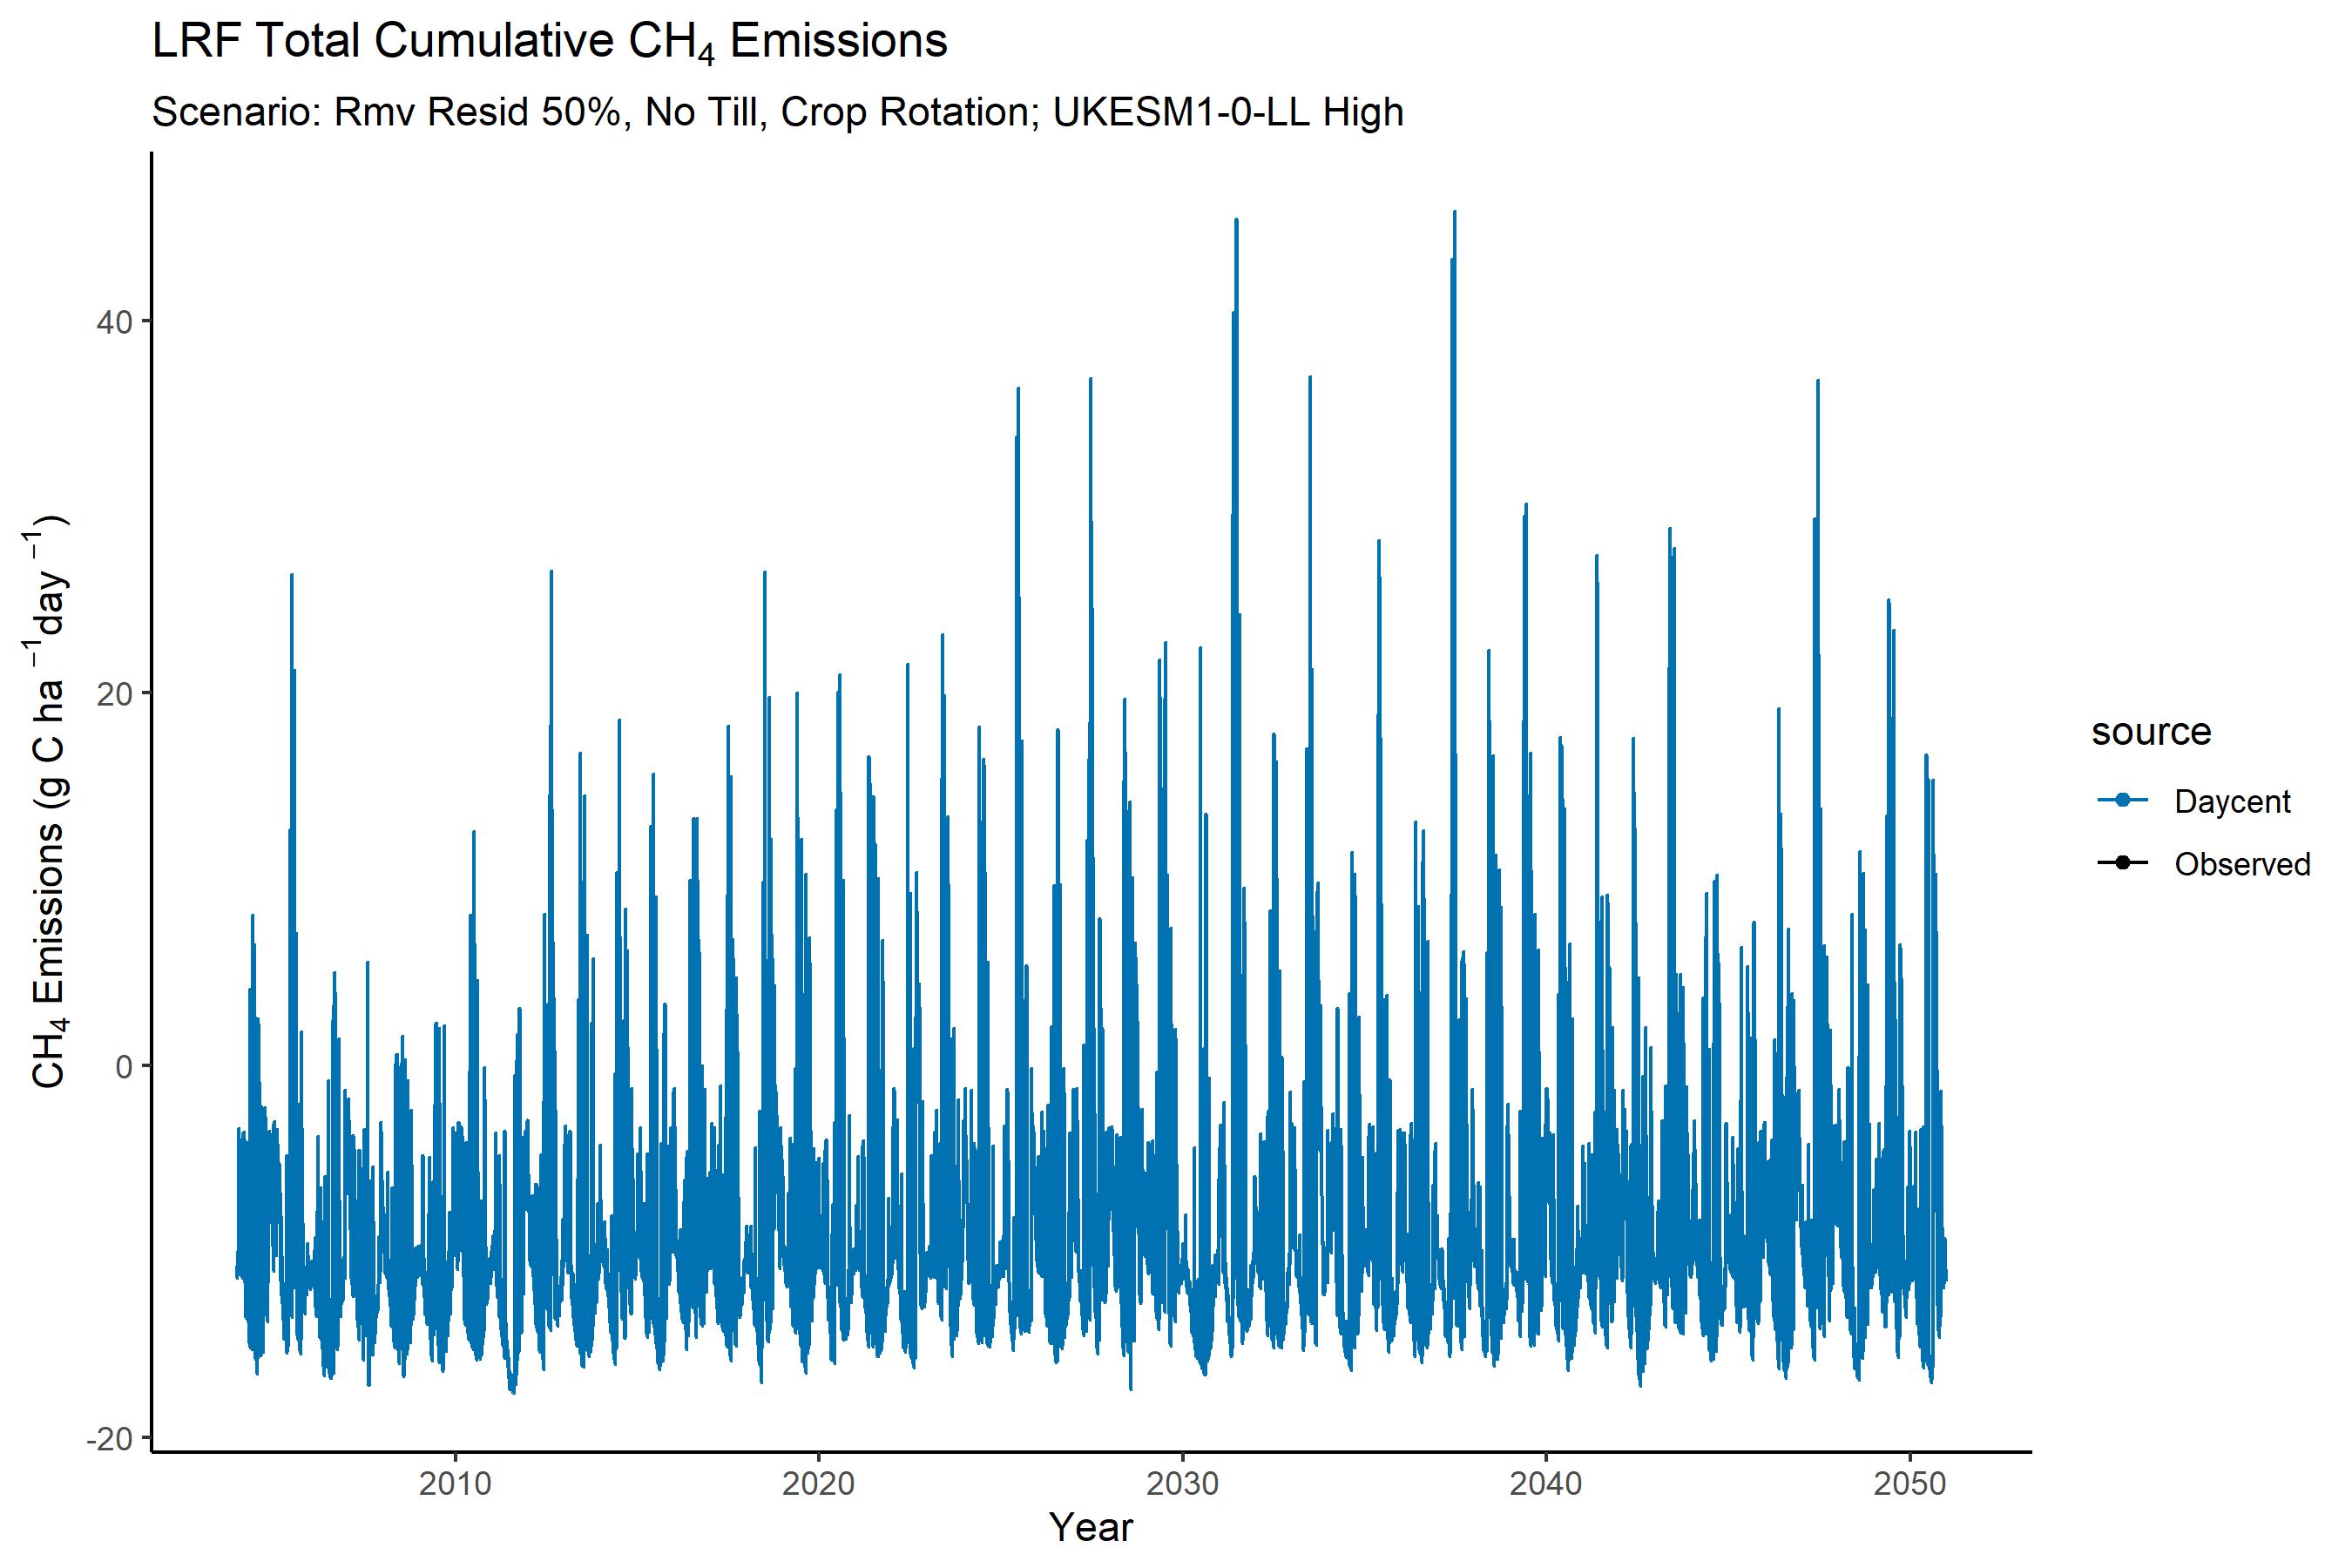 LRF Total Cumulative CH₄ Emissions
Scenario: Rmv Resid 50%, No Till, Crop Rotation; UKESM1-0-LL High
CH₄ Emissions (g C ha ⁻¹day ⁻¹)
40
20
0
-20
2010 2020 2030 2040 2050
Year
source
Daycent
Observed